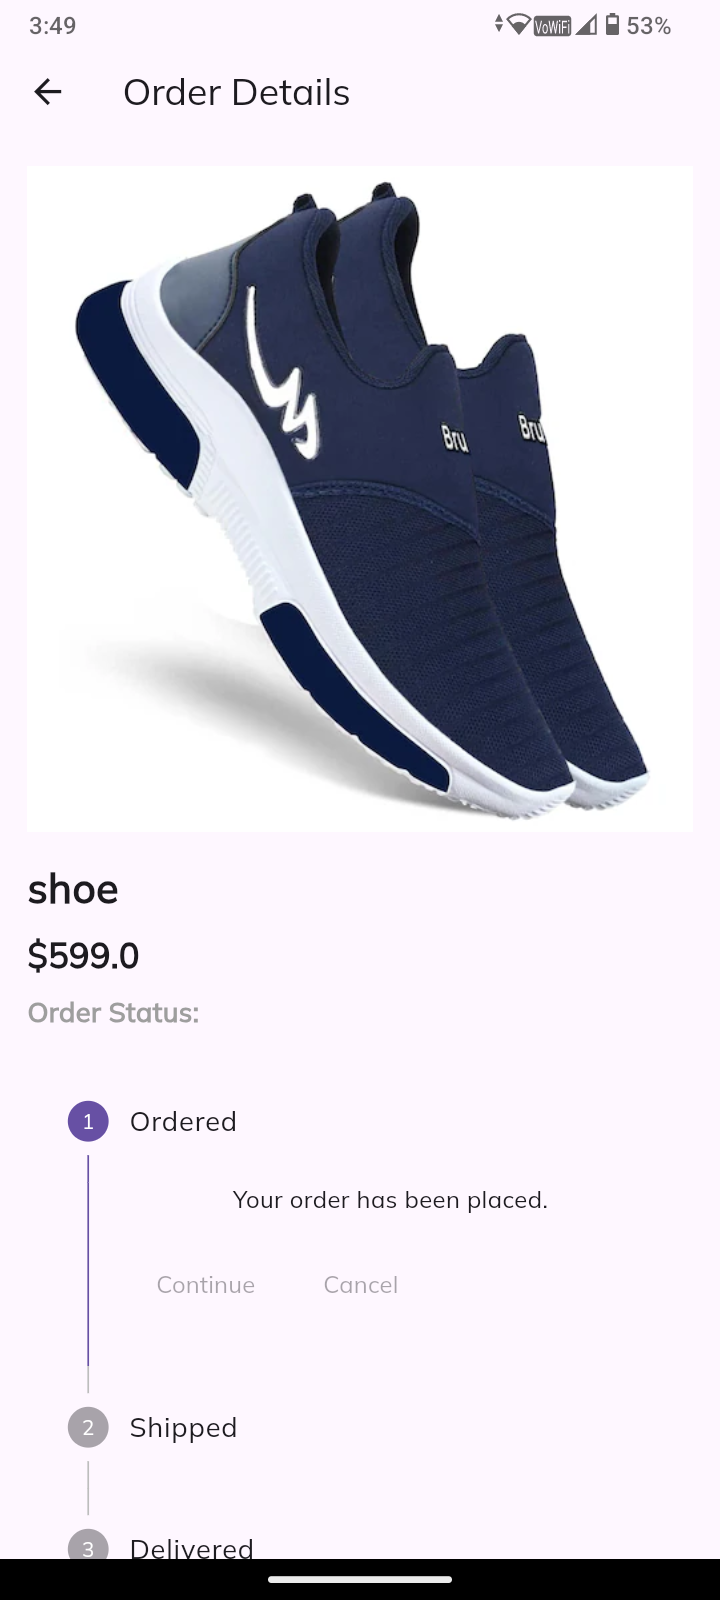 3:49 VoWiFi 53%
Order Details
Bru Bru
shoe
$599.0
Order Status:
1 Ordered
Your order has been placed.
Continue Cancel
2 Shipped
3 Delivered